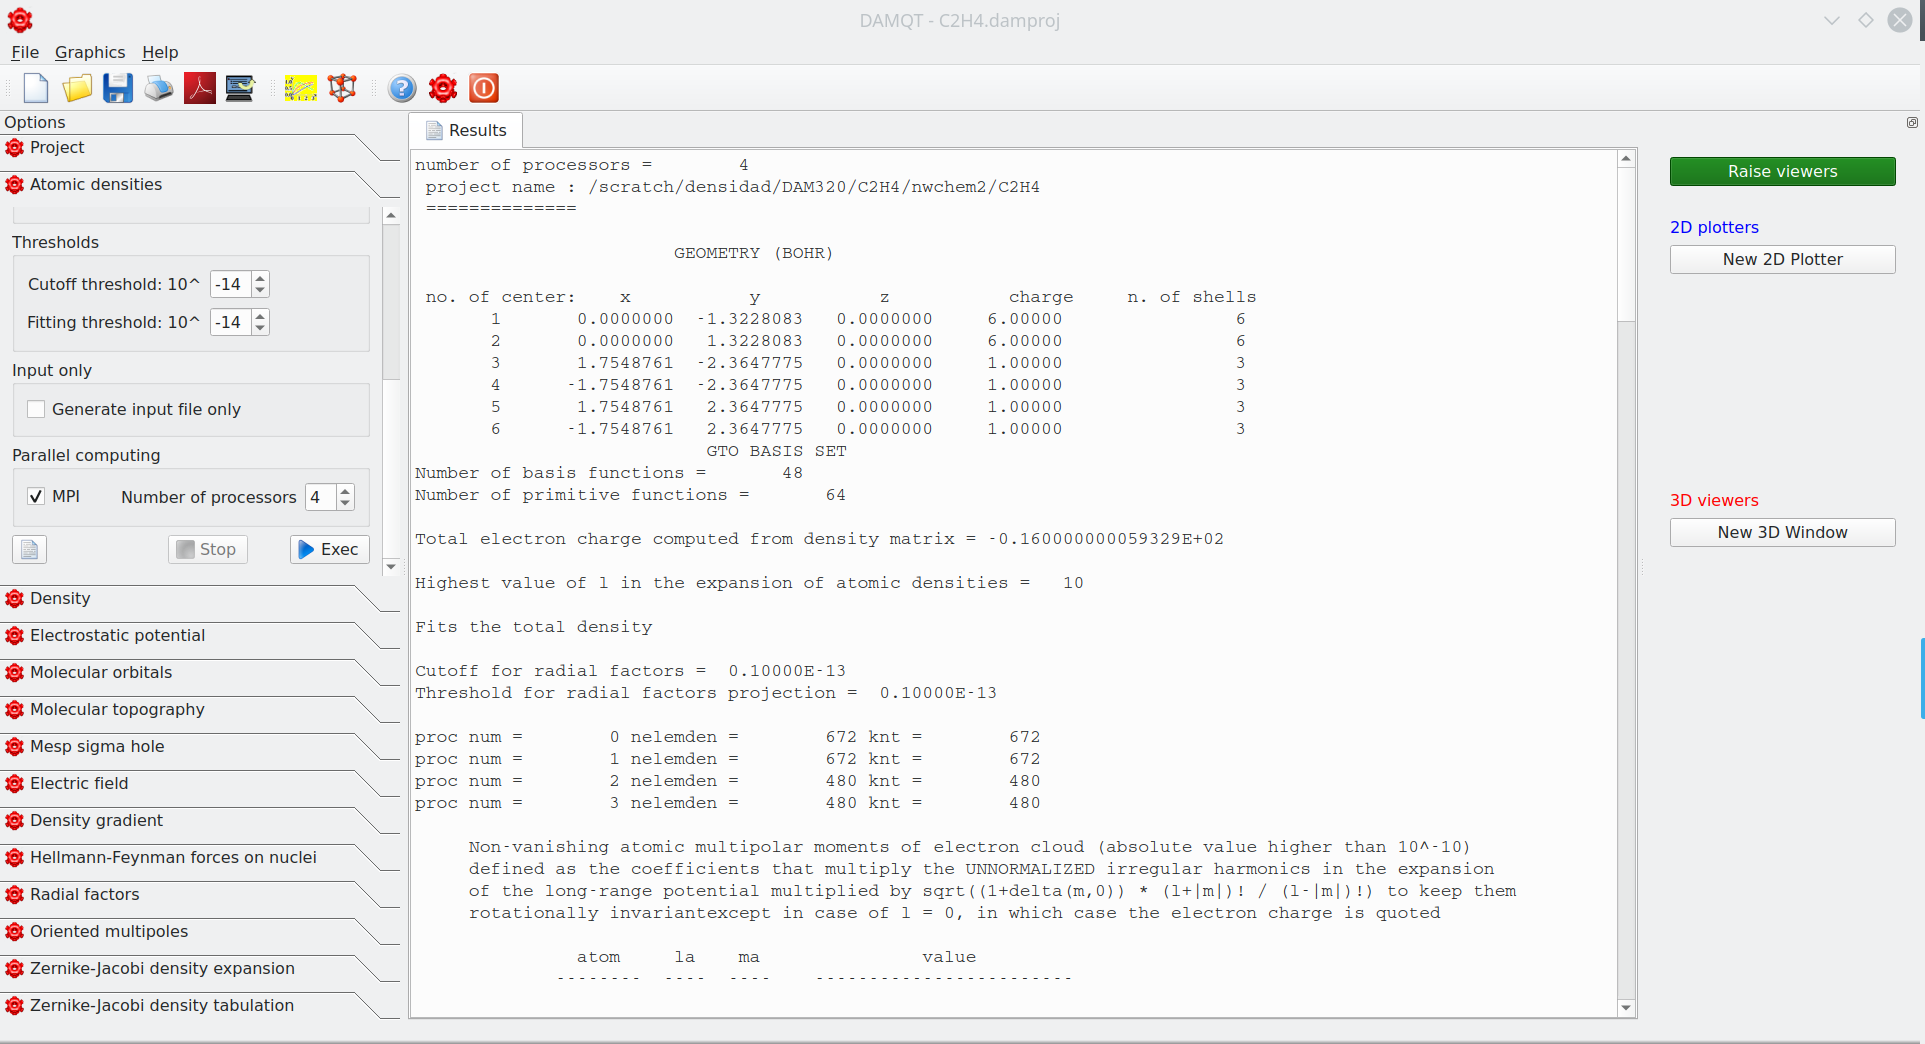 DAMQT - C2H4.damproj
File Graphics Help
Options
Project
Atomic densities
Thresholds
Cutoff threshold: 10^ -14
Fitting threshold: 10^ -14
Input only
Generate input file only
Parallel computing
MPI Number of processors 4
Stop Exec
Density
Electrostatic potential
Molecular orbitals
Molecular topography
Mesp sigma hole
Electric field
Density gradient
Hellmann-Feynman forces on nuclei
Radial factors
Oriented multipoles
Zernike-Jacobi density expansion
Zernike-Jacobi density tabulation
Results
number of processors = 4
project name : /scratch/densidad/DAM320/C2H4/nwchem2/C2H4
==============
GEOMETRY (BOHR)
no. of center: x y z charge n. of shells
1 0.0000000 -1.3228083 0.0000000 6.00000 6
2 0.0000000 1.3228083 0.0000000 6.00000 6
3 1.7548761 -2.3647775 0.0000000 1.00000 3
4 -1.7548761 -2.3647775 0.0000000 1.00000 3
5 1.7548761 2.3647775 0.0000000 1.00000 3
6 -1.7548761 2.3647775 0.0000000 1.00000 3
GTO BASIS SET
Number of basis functions = 48
Number of primitive functions = 64
Total electron charge computed from density matrix = -0.160000000059329E+02
Highest value of l in the expansion of atomic densities = 10
Fits the total density
Cutoff for radial factors = 0.10000E-13
Threshold for radial factors projection = 0.10000E-13
proc num = 0 nelemden = 672 knt = 672
proc num = 1 nelemden = 672 knt = 672
proc num = 2 nelemden = 480 knt = 480
proc num = 3 nelemden = 480 knt = 480
Non-vanishing atomic multipolar moments of electron cloud (absolute value higher than 10^-10)
defined as the coefficients that multiply the UNNORMALIZED irregular harmonics in the expansion
of the long-range potential multiplied by sqrt((1+delta(m,0)) * (l+|m|)! / (l-|m|)!) to keep them
rotationally invariantexcept in case of l = 0, in which case the electron charge is quoted
atom la ma value
-------- ---- ---- ------------------------
Raise viewers
2D plotters
New 2D Plotter
3D viewers
New 3D Window